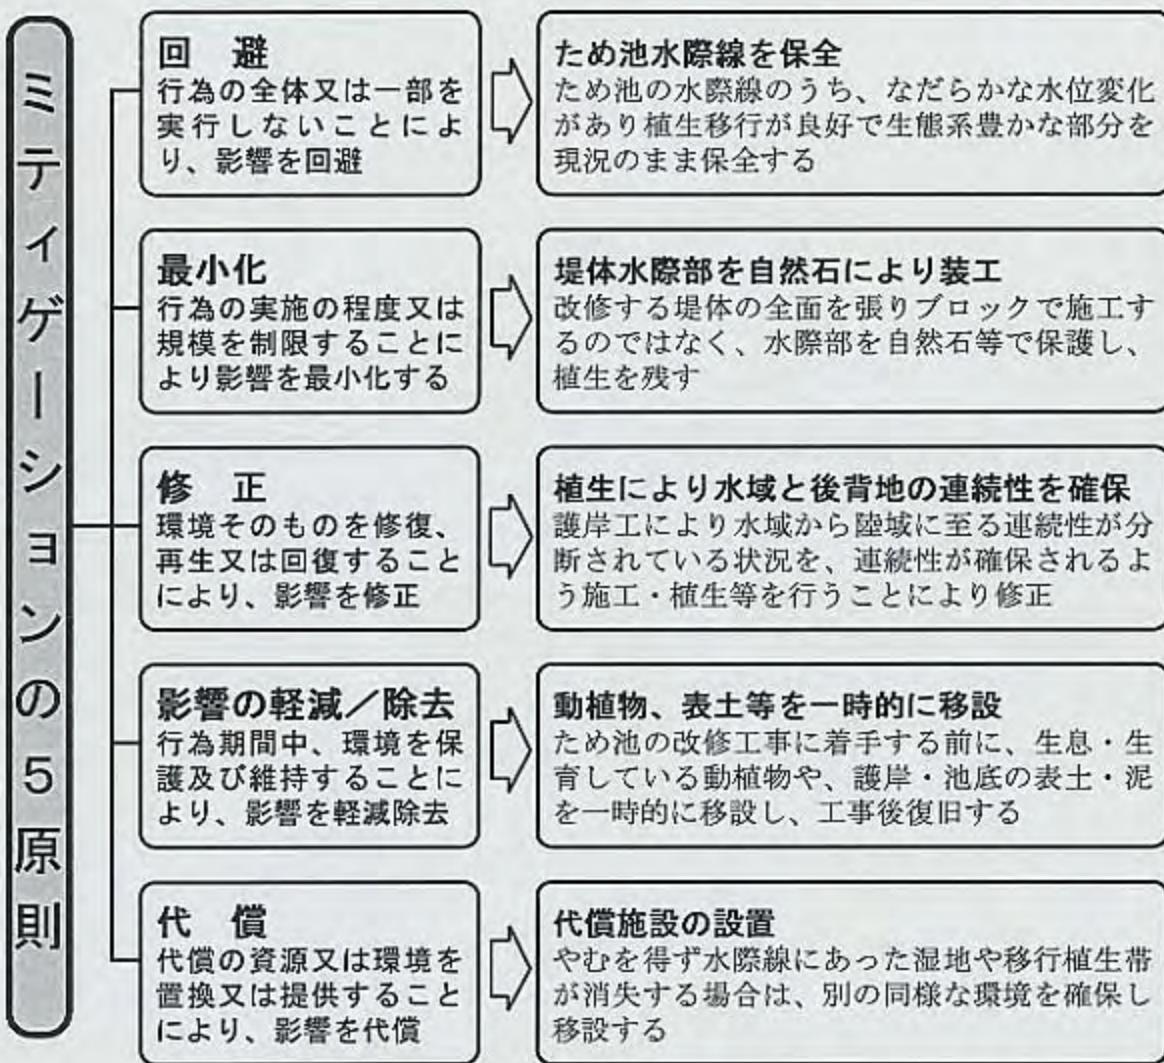 ミティゲーションの5原則
回　避
行為の全体又は一部を
実行しないことによ
り、影響を回避
ため池水際線を保全
ため池の水際線のうち、なだらかな水位変化
があり植生移行が良好で生態系豊かな部分を
現況のまま保全する
最小化
行為の実施の程度又は
規模を制限することに
より影響を最小化する
堤体水際部を自然石により装工
改修する堤体の全面を張りブロックで施工す
るのではなく、水際部を自然石等で保護し、
植生を残す
修　正
環境そのものを修復、
再生又は回復すること
により、影響を修正
植生により水域と後背地の連続性を確保
護岸工により水域から陸域に至る連続性が分
断されている状況を、連続性が確保されるよ
う施工・植生等を行うことにより修正
影響の軽減／除去
行為期間中、環境を保
護及び維持することに
より、影響を軽減除去
動植物、表土等を一時的に移設
ため池の改修工事に着手する前に、生息・生
育している動植物や、護岸・池底の表土・泥
を一時的に移設し、工事後復旧する
代　償
代償の資源又は環境を
置換又は提供すること
により、影響を代償
代償施設の設置
やむを得ず水際線にあった湿地や移行植生帯
が消失する場合は、別の同様な環境を確保し
移設する